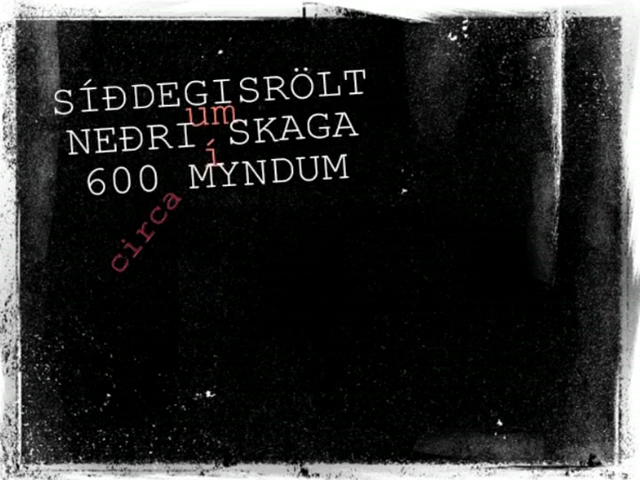 SÍÐDEGISRÖLT
um
NEÐRI SKAGA
í
600 MYNDUM
circa